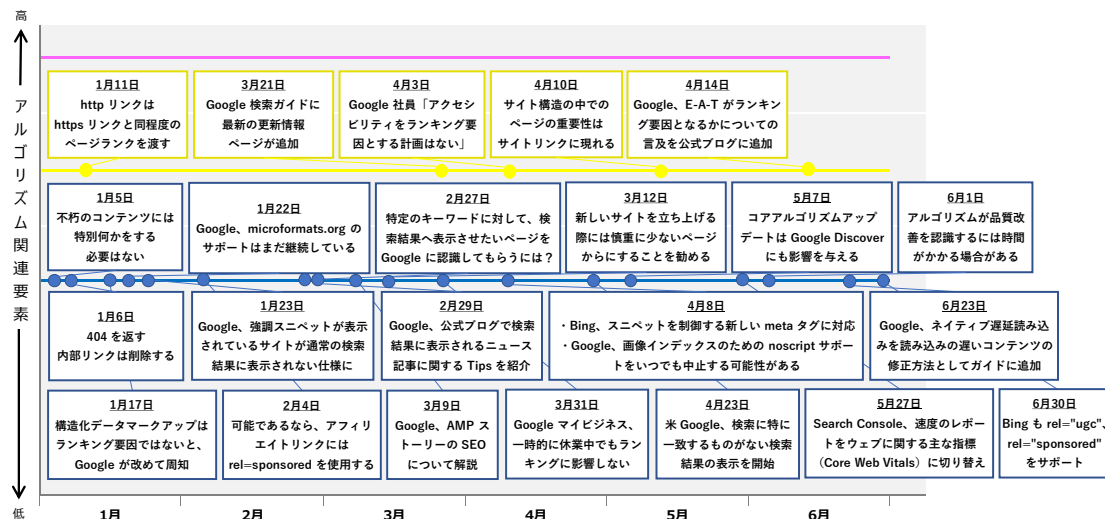 高
アルゴリズム関連要素
低
1月11日
http リンクは
https リンクと同程度の
ページランクを渡す
3月21日
Google 検索ガイドに
最新の更新情報
ページが追加
4月3日
Google 社員「アクセシ
ビリティをランキング要
因とする計画はない」
4月10日
サイト構造の中での
ページの重要性は
サイトリンクに現れる
4月14日
Google、E-A-T がランキン
グ要因となるかについての
言及を公式ブログに追加
1月5日
不朽のコンテンツには
特別何かをする
必要はない
1月22日
Google、microformats.org の
サポートはまだ継続している
2月27日
特定のキーワードに対して、検
索結果へ表示させたいページを
Google に認識してもらうには？
3月12日
新しいサイトを立ち上げる
際には慎重に少ないページ
からにすることを勧める
5月7日
コアアルゴリズムアップ
デートは Google Discover
にも影響を与える
6月1日
アルゴリズムが品質改
善を認識するには時間
がかかる場合がある
1月6日
404 を返す
内部リンクは削除する
1月23日
Google、強調スニペットが表示
されているサイトが通常の検索
結果に表示されない仕様に
2月29日
Google、公式ブログで検索
結果に表示されるニュース
記事に関する Tips を紹介
4月8日
・Bing、スニペットを制御する新しい meta タグに対応
・Google、画像インデックスのための noscript サポー
トをいつでも中止する可能性がある
6月23日
Google、ネイティブ遅延読み込
みを読み込みの遅いコンテンツの
修正方法としてガイドに追加
1月17日
構造化データマークアップは
ランキング要因ではないと、
Google が改めて周知
2月4日
可能であるなら、アフィリ
エイトリンクには
rel=sponsored を使用する
3月9日
Google、AMP ス
トーリーの SEO
について解説
3月31日
Google マイビジネス、
一時的に休業中でもラン
キングに影響しない
4月23日
米 Google、検索に特に
一致するものがない検索
結果の表示を開始
5月27日
Search Console、速度のレポー
トをウェブに関する主な指標
（Core Web Vitals）に切り替え
6月30日
Bing も rel="ugc"、
rel="sponsored"
をサポート
1月
2月
3月
4月
5月
6月